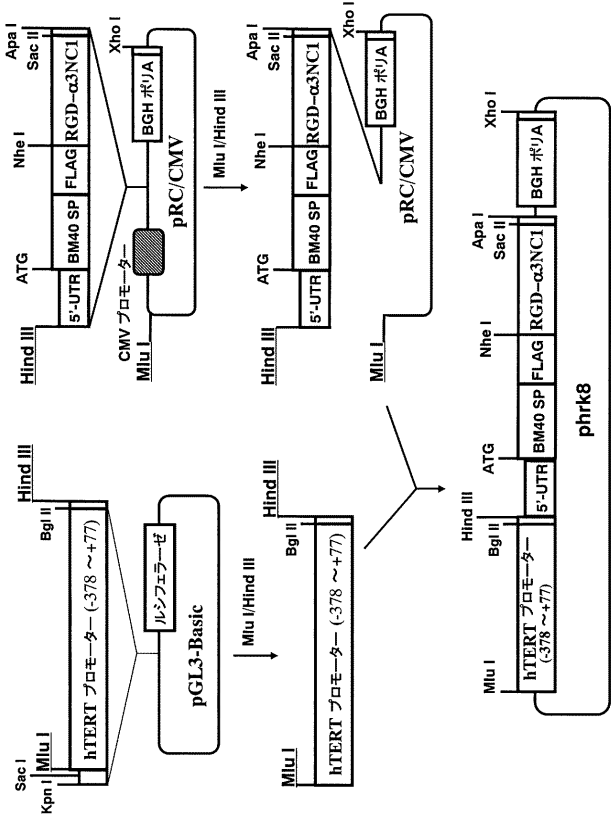 Sac I
Kpn I
Mlu I
hTERT プロモーター (-378 ～+77)
Bgl II
Hind III
ルシフェラーゼ
pGL3-Basic
Mlu I/Hind III
Mlu I
hTERT プロモーター (-378 ～+77)
Bgl II
Hind III
Hind III
ATG
Nhe I
Apa I
Sac II
5'-UTR
BM40 SP
FLAG
RGD-α3NC1
CMV プロモーター
Mlu I
Xho I
BGH ポリA
pRC/CMV
Mlu I/Hind III
Hind III
ATG
Nhe I
Apa I
Sac II
5'-UTR
BM40 SP
FLAG
RGD-α3NC1
Mlu I
Xho I
BGH ポリA
pRC/CMV
Mlu I
hTERT プロモーター
(-378 ～+77)
Bgl II
Hind III
5'-UTR
ATG
BM40 SP
FLAG
RGD-α3NC1
Nhe I
Apa I
Sac II
BGH ポリA
Xho I
phrk8